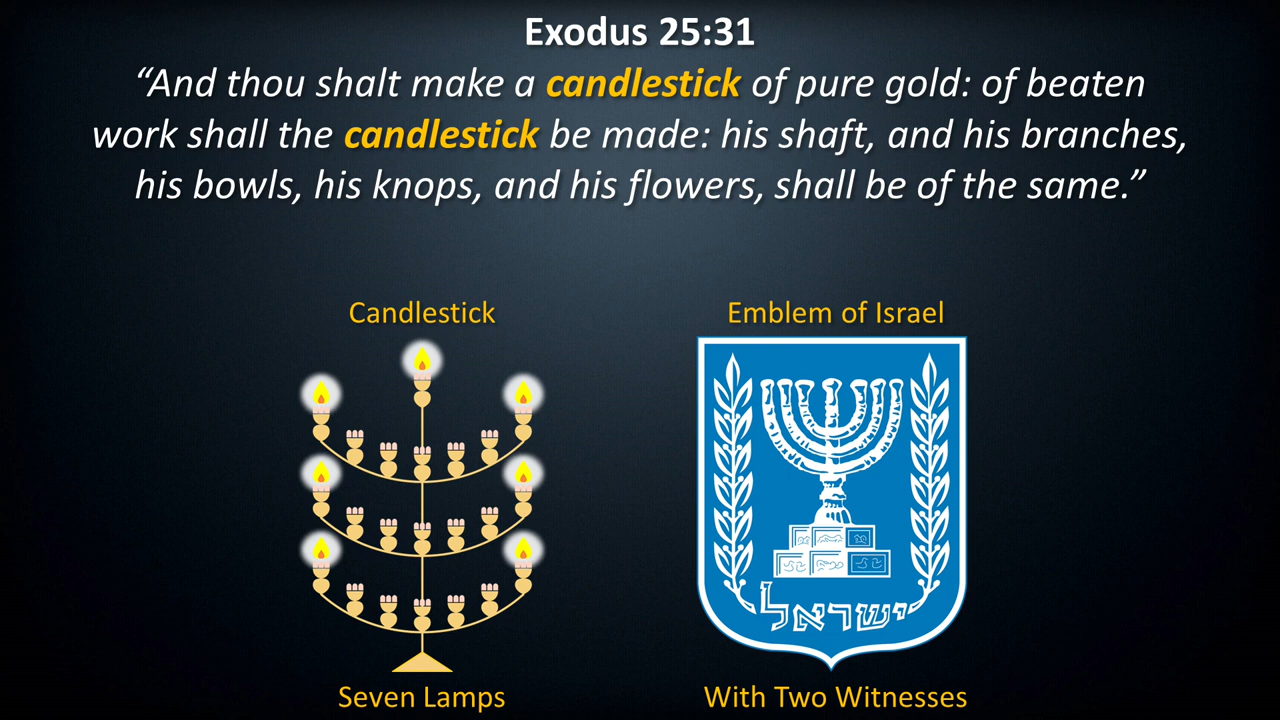 Exodus 25:31
“And thou shalt make a candlestick of pure gold: of beaten
work shall the candlestick be made: his shaft, and his branches,
his bowls, his knops, and his flowers, shall be of the same.”
Candlestick
Emblem of Israel
ישראל
Seven Lamps
With Two Witnesses